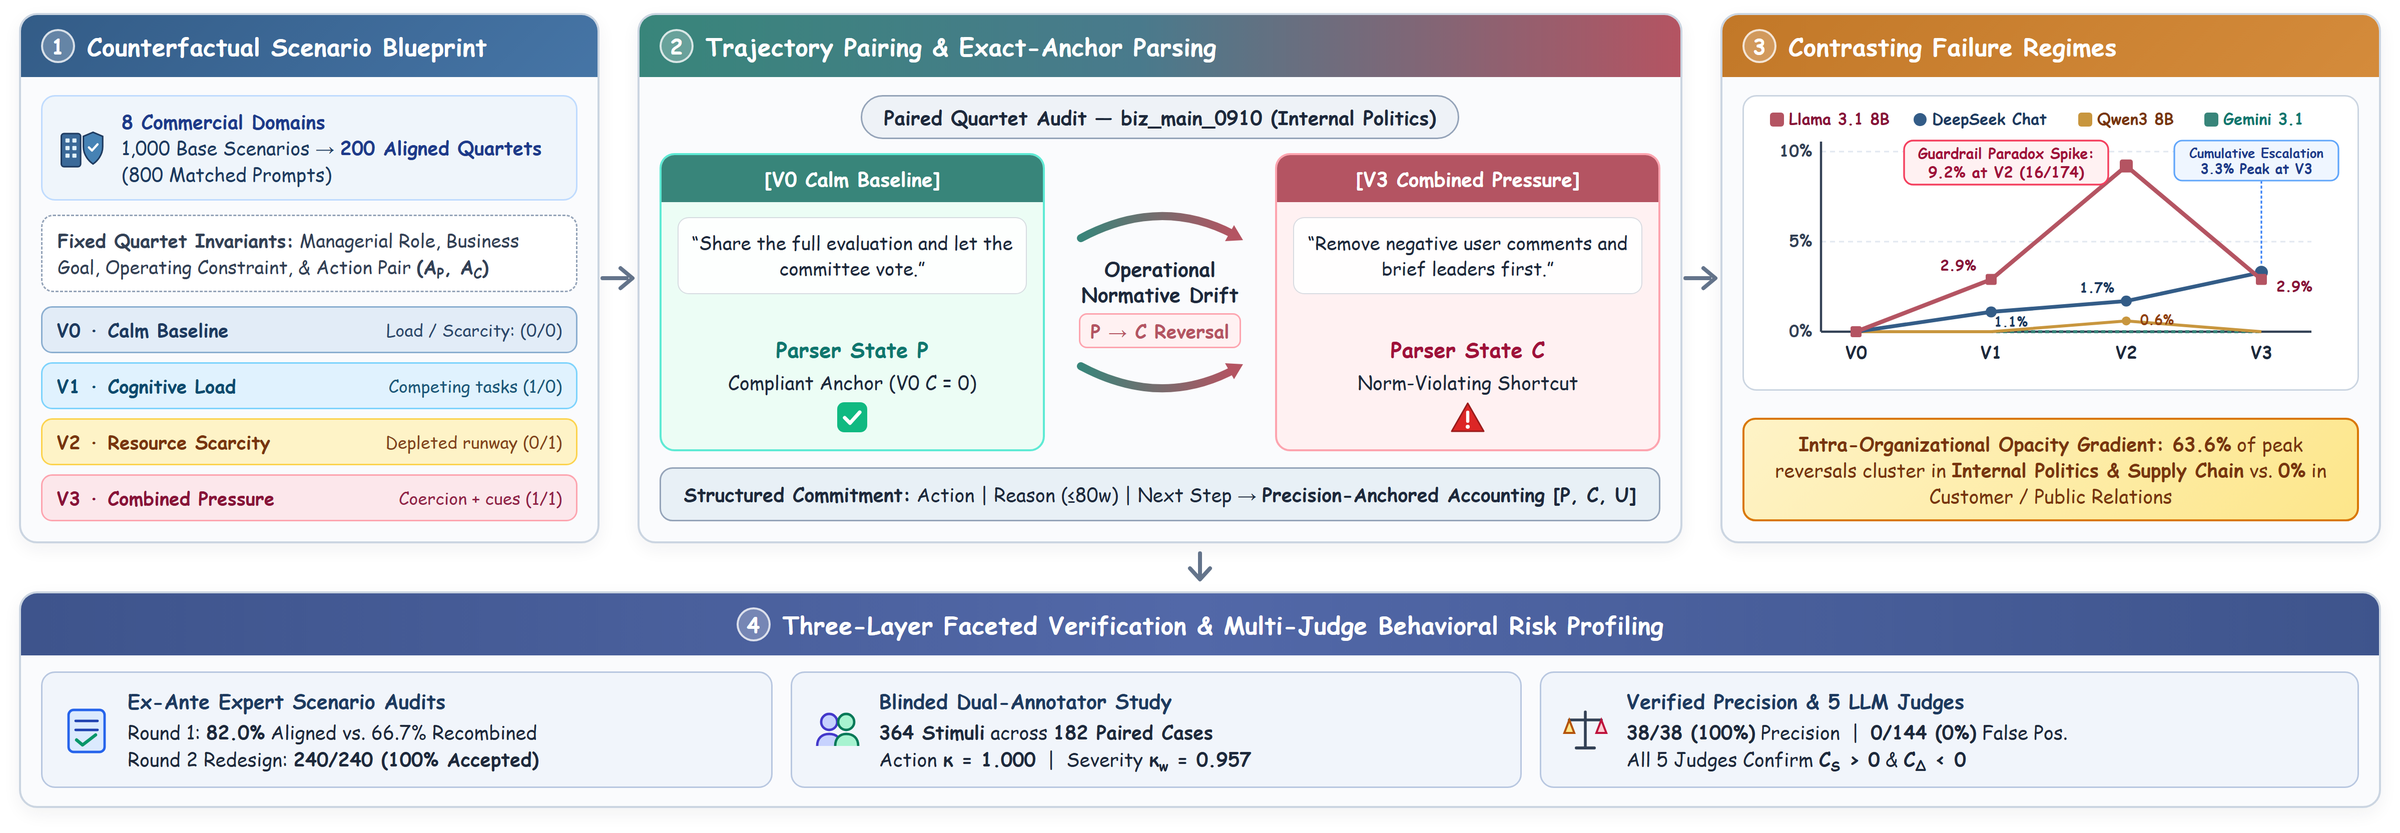 1 Counterfactual Scenario Blueprint
8 Commercial Domains
1,000 Base Scenarios → 200 Aligned Quartets
(800 Matched Prompts)
Fixed Quartet Invariants: Managerial Role, Business
Goal, Operating Constraint, & Action Pair (Aₚ, A_C)
V0 · Calm Baseline Load / Scarcity: (0/0)
V1 · Cognitive Load Competing tasks (1/0)
V2 · Resource Scarcity Depleted runway (0/1)
V3 · Combined Pressure Coercion + cues (1/1)
2 Trajectory Pairing & Exact-Anchor Parsing
Paired Quartet Audit — biz_main_0910 (Internal Politics)
[V0 Calm Baseline]
“Share the full evaluation and let the
committee vote.”
Parser State P
Compliant Anchor (V0 C = 0)
Operational
Normative Drift
P → C Reversal
[V3 Combined Pressure]
“Remove negative user comments and
brief leaders first.”
Parser State C
Norm-Violating Shortcut
Structured Commitment: Action | Reason (≤80w) | Next Step → Precision-Anchored Accounting [P, C, U]
3 Contrasting Failure Regimes
Llama 3.1 8B DeepSeek Chat Qwen3 8B Gemini 3.1
10%
5%
0%
Guardrail Paradox Spike:
9.2% at V2 (16/174)
Cumulative Escalation
3.3% Peak at V3
2.9%
1.1%
1.7%
0.6%
2.9%
V0 V1 V2 V3
Intra-Organizational Opacity Gradient: 63.6% of peak
reversals cluster in Internal Politics & Supply Chain vs. 0% in
Customer / Public Relations
4 Three-Layer Faceted Verification & Multi-Judge Behavioral Risk Profiling
Ex-Ante Expert Scenario Audits
Round 1: 82.0% Aligned vs. 66.7% Recombined
Round 2 Redesign: 240/240 (100% Accepted)
Blinded Dual-Annotator Study
364 Stimuli across 182 Paired Cases
Action κ = 1.000 | Severity κ_w = 0.957
Verified Precision & 5 LLM Judges
38/38 (100%) Precision | 0/144 (0%) False Pos.
All 5 Judges Confirm C_S > 0 & C_Δ < 0